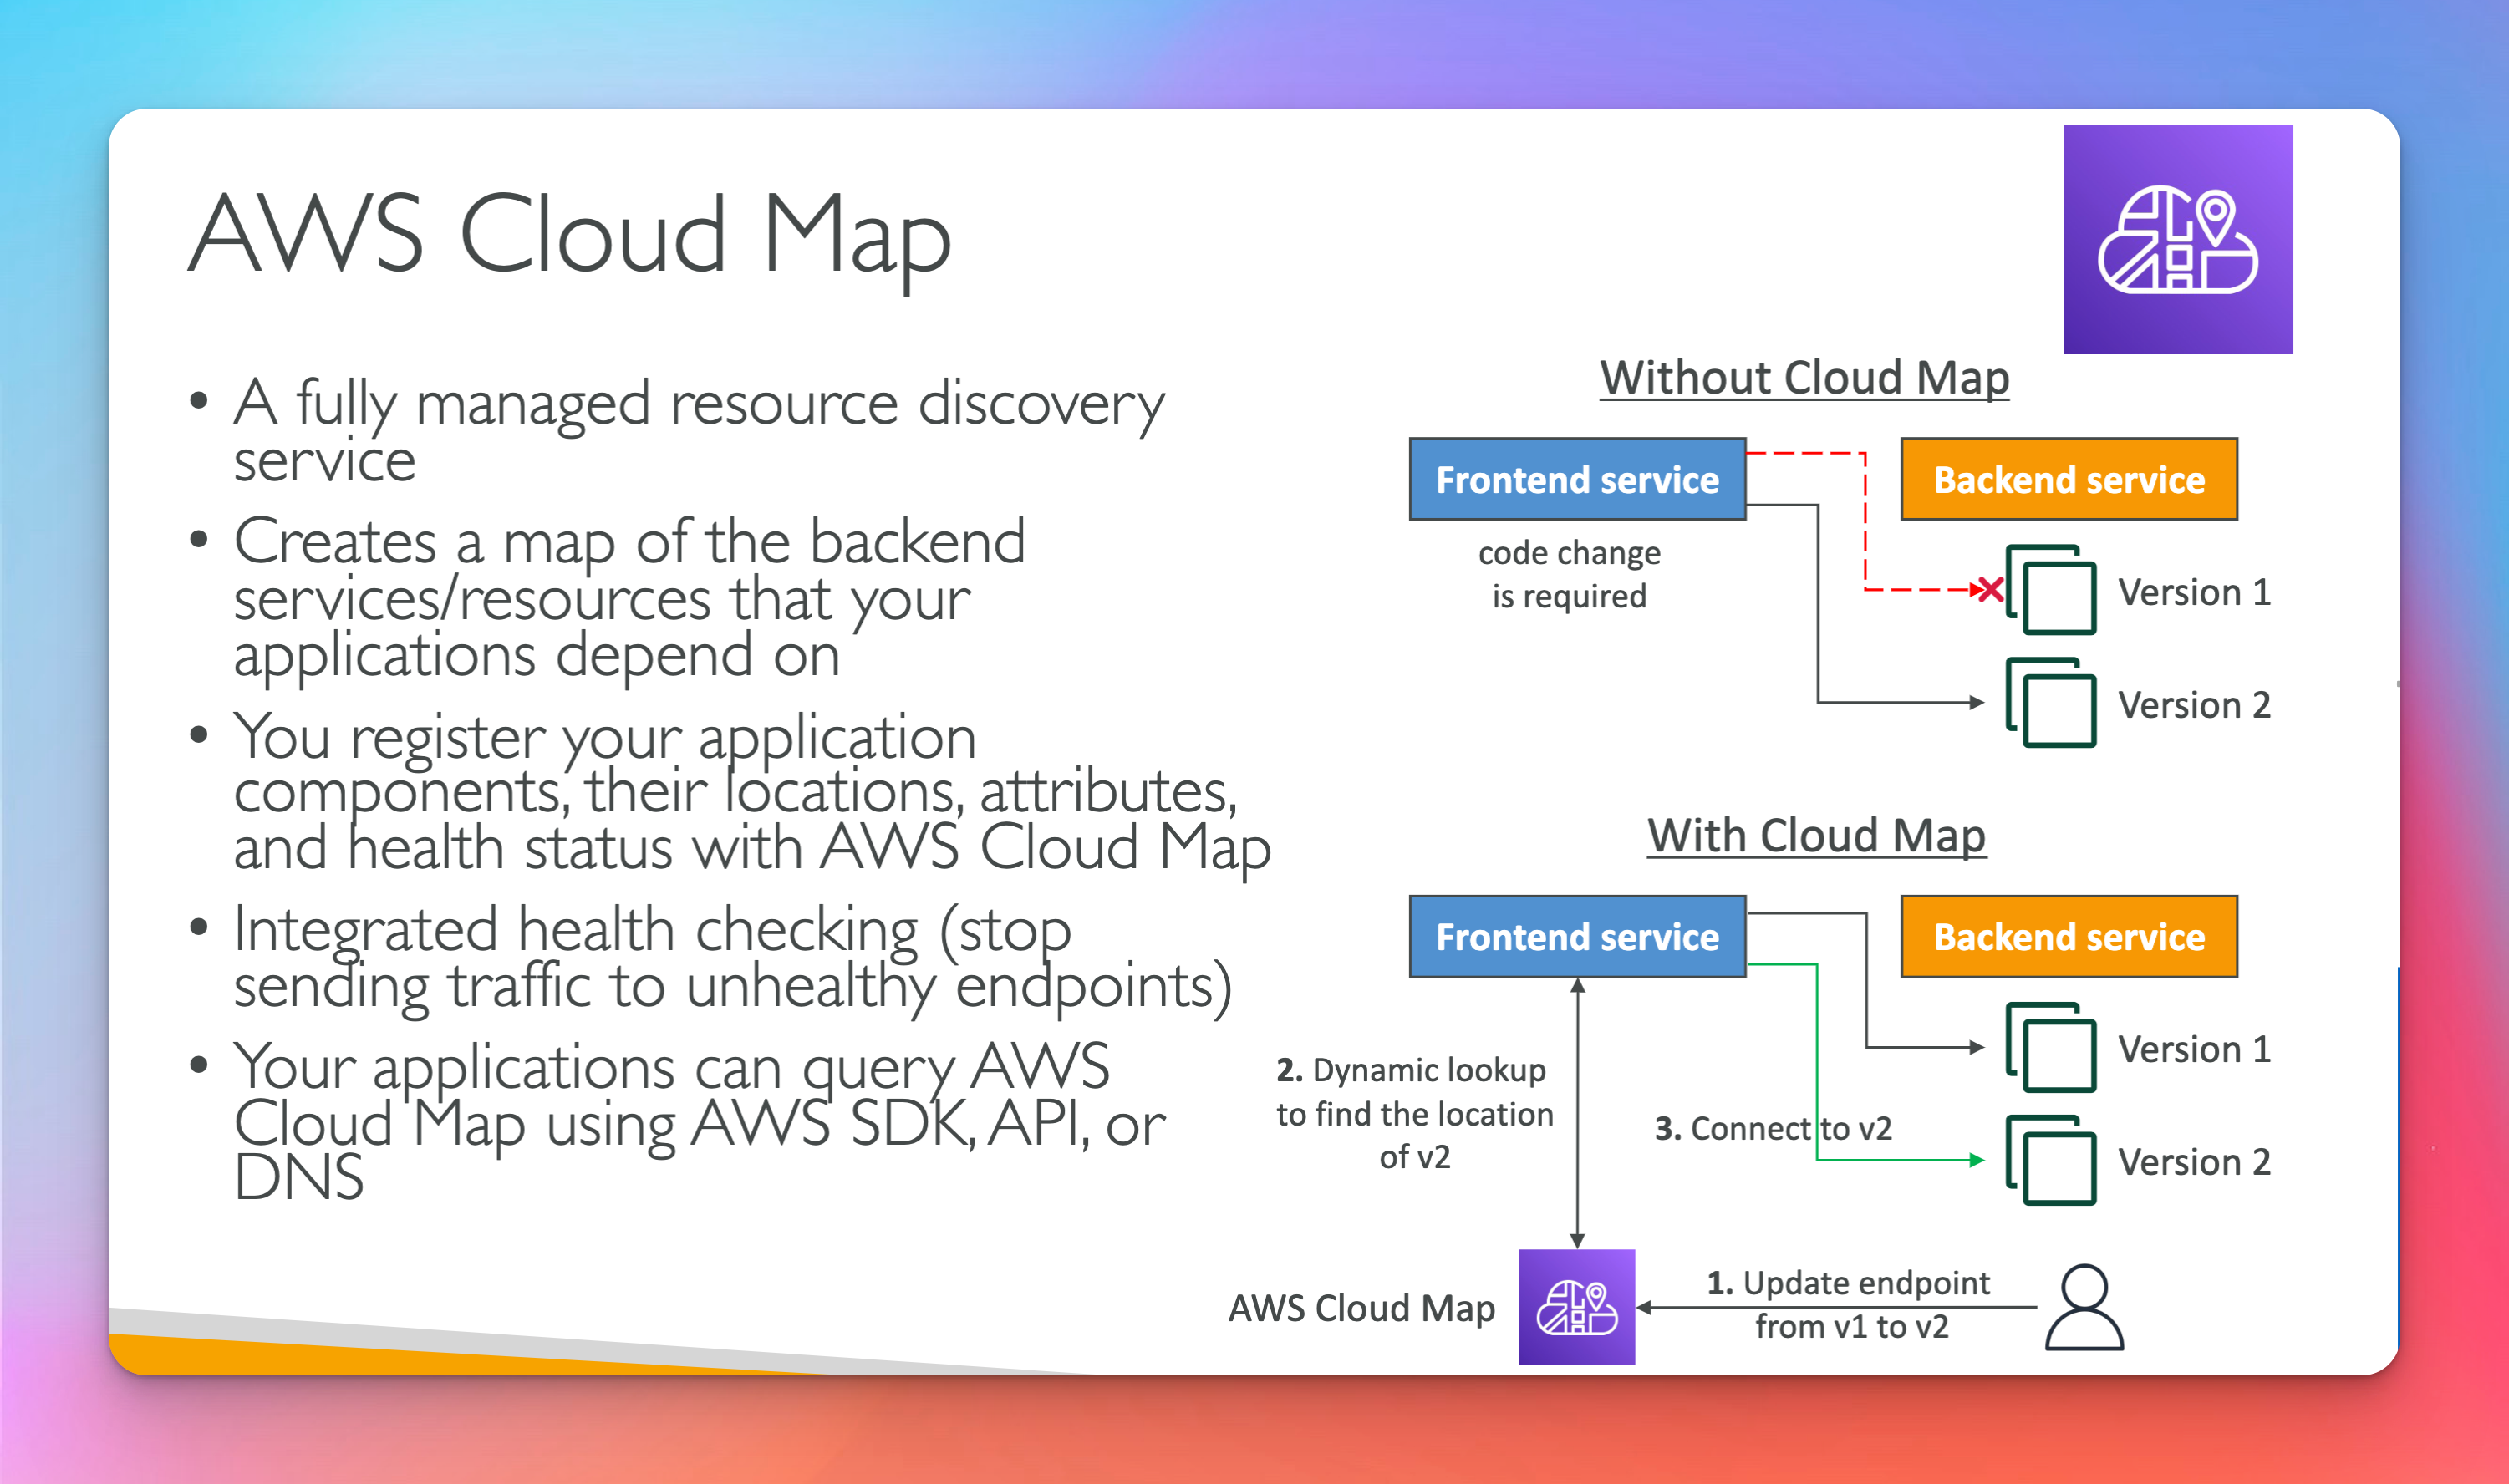 AWS Cloud Map
• A fully managed resource discovery
service
• Creates a map of the backend
services/resources that your
applications depend on
• You register your application
components, their locations, attributes,
and health status with AWS Cloud Map
• Integrated health checking (stop
sending traffic to unhealthy endpoints)
• Your applications can query AWS
Cloud Map using AWS SDK, API, or
DNS
Without Cloud Map
Frontend service
Backend service
code change
is required
Version 1
Version 2
With Cloud Map
Frontend service
Backend service
Version 1
2. Dynamic lookup
to find the location
of v2
3. Connect to v2
Version 2
AWS Cloud Map
1. Update endpoint
from v1 to v2